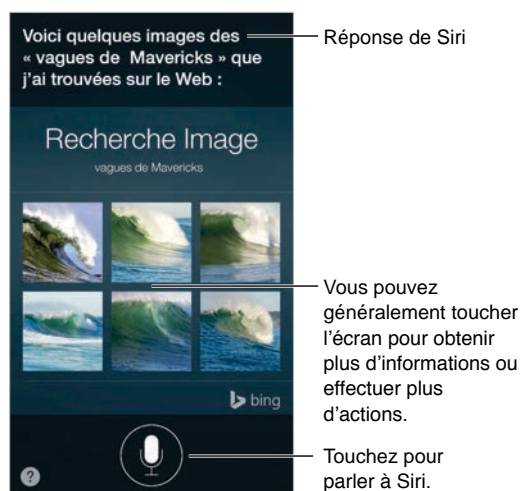 Voici quelques images des
« vagues de Mavericks » que
j'ai trouvées sur le Web :
Réponse de Siri
Recherche Image
vagues de Mavericks
Vous pouvez
généralement toucher
l'écran pour obtenir
plus d'informations ou
effectuer plus
d'actions.
bing
?
Touchez pour
parler à Siri.